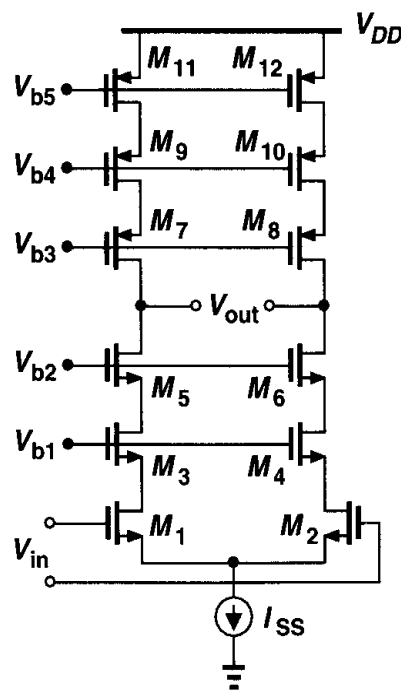 V_DD
M_11 M_12
V_b5
M_9 M_10
V_b4
M_7 M_8
V_b3
V_out
V_b2
M_5 M_6
V_b1
M_3 M_4
M_1 M_2
V_in
I_SS